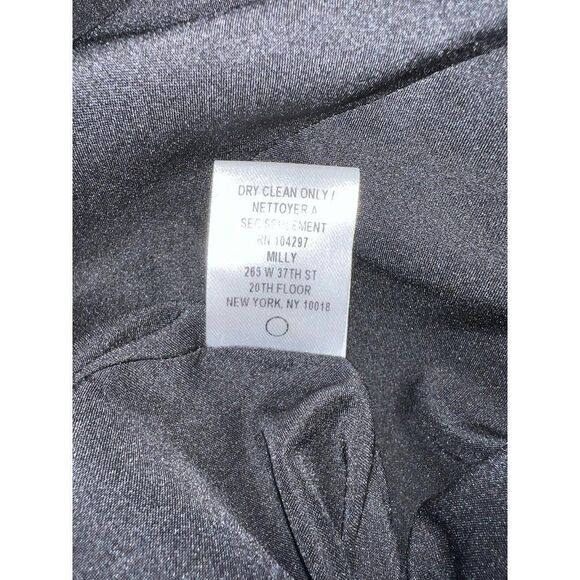 DRY CLEAN ONLY /
NETTOYER A
SEC SEULEMENT
RN 104297
MILLY
265 W 37TH ST
20TH FLOOR
NEW YORK, NY 10018